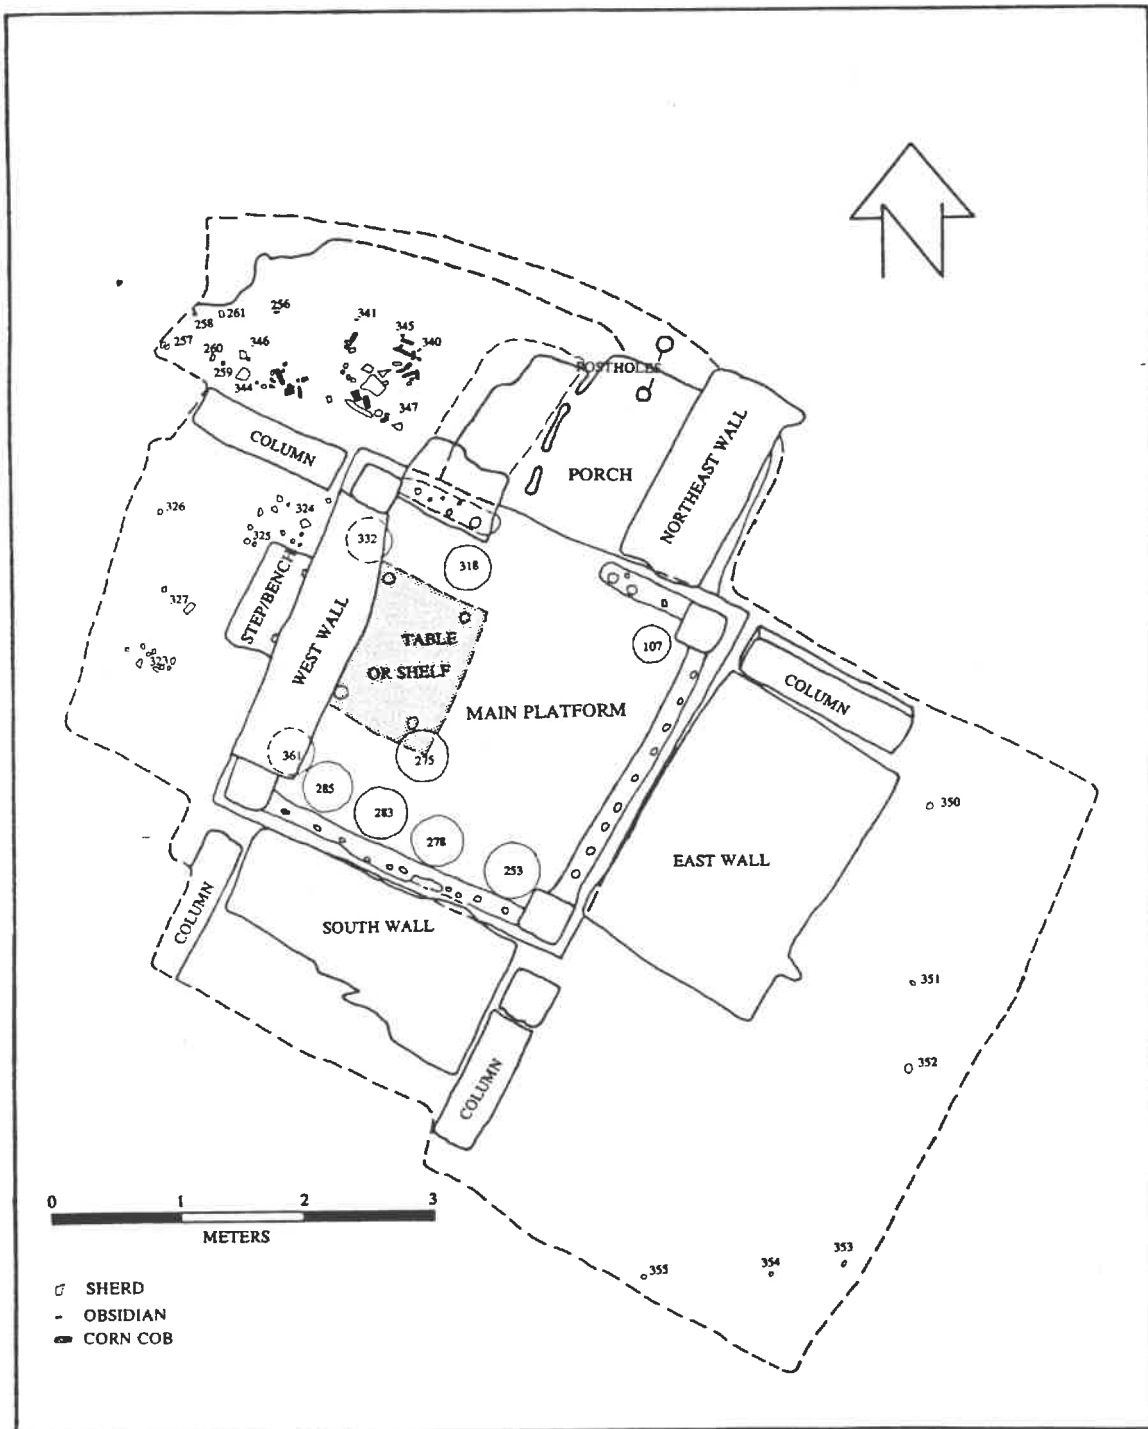 N
261
256
258
341
345
257
260
346
340
259
344
347
POSTHOLES
COLUMN
PORCH
NORTHEAST WALL
326
324
325
332
318
STEP/BENCH
327
WEST WALL
TABLE
OR SHELF
107
323
COLUMN
MAIN PLATFORM
361
275
285
283
350
278
253
EAST WALL
COLUMN
SOUTH WALL
351
352
COLUMN
0 1 2 3
METERS
355
354
353
SHERD
OBSIDIAN
CORN COB